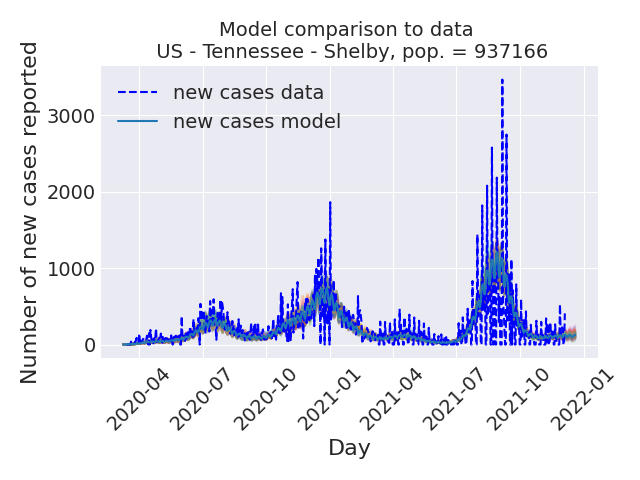 Model comparison to data
US - Tennessee - Shelby, pop. = 937166
Number of new cases reported
new cases data
new cases model
3000
2000
1000
0
2020-04
2020-07
2020-10
2021-01
2021-04
2021-07
2021-10
2022-01
Day